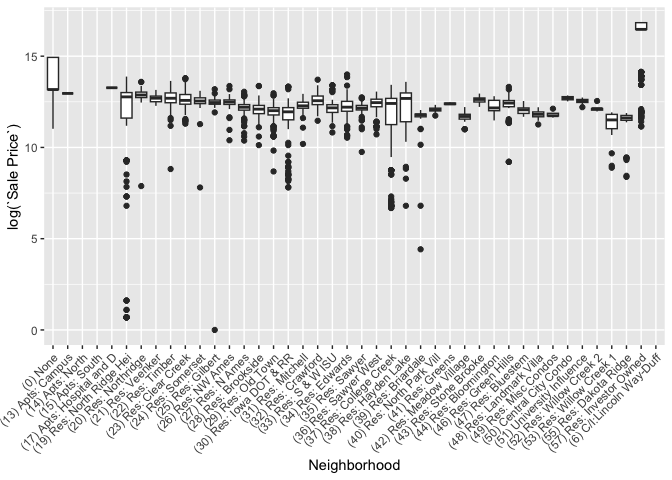 log(`Sale Price`)
15
10
5
0
(0) None
(13) Apts: Campus
(14) Apts: North
(15) Apts: South
(17) Apts: Hospital and D
(19) Res: North Ridge Hei
(20) Res: Northridge
(21) Res: Veenker
(22) Res: Timber
(23) Res: Clear Creek
(24) Res: Somerset
(25) Res: Gilbert
(26) Res: NW Ames
(27) Res: N Ames
(28) Res: Brookside
(29) Res: Old Town
(30) Res: Iowa DOT & RR
(31) Res: Mitchell
(32) Res: Crawford
(33) Res: S & W ISU
(34) Res: Edwards
(35) Res: Sawyer
(36) Res: Sawyer West
(37) Res: College Creek
(38) Res: Hayden Lake
(39) Res: Briardale
(40) Res: North Park Vill
(41) Res: Greens
(42) Res: Meadow Village
(43) Res: Stone Brooke
(44) Res: Bloomington
(46) Res: Green Hills
(47) Res: Bluestem
(48) Res: Landmark Villa
(49) Res: Misc Condos
(50) Central City Condo
(51) University Influence
(52) Res: Willow Creek 2
(53) Res: Willow Creek 1
(55) Res: Dakota Ridge
(57) Res: Investor Owned
(6) C/I:Lincoln WayDuff
Neighborhood